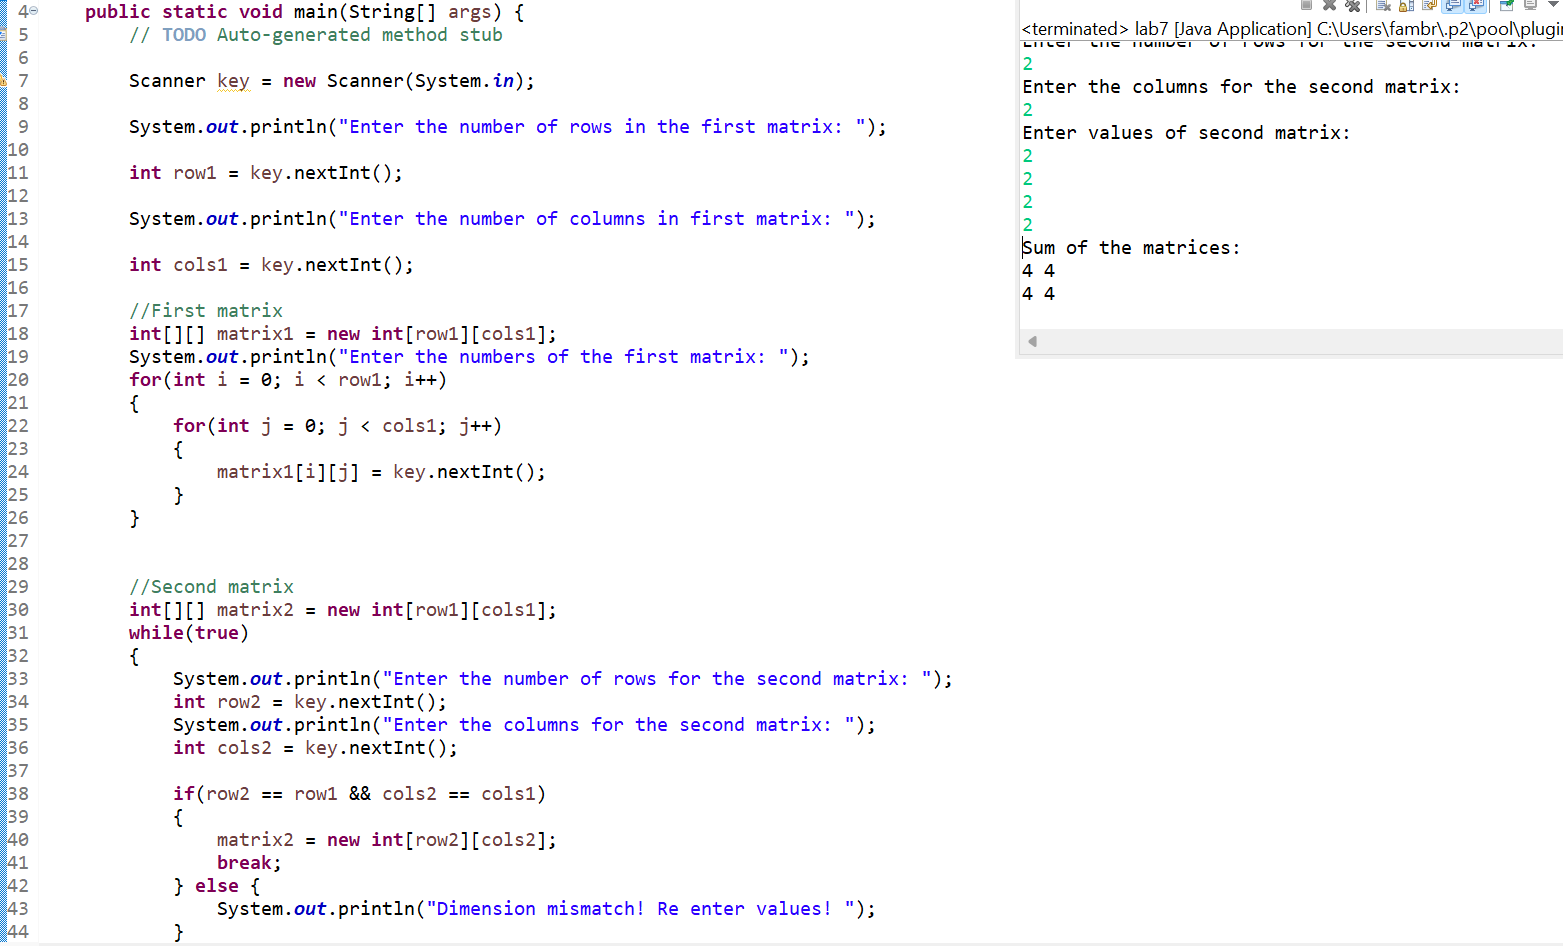 4 public static void main(String[] args) {
5 // TODO Auto-generated method stub
6
7 Scanner key = new Scanner(System.in);
8
9 System.out.println("Enter the number of rows in the first matrix: ");
10
11 int row1 = key.nextInt();
12
13 System.out.println("Enter the number of columns in first matrix: ");
14
15 int cols1 = key.nextInt();
16
17 //First matrix
18 int[][] matrix1 = new int[row1][cols1];
19 System.out.println("Enter the numbers of the first matrix: ");
20 for(int i = 0; i < row1; i++)
21 {
22 for(int j = 0; j < cols1; j++)
23 {
24 matrix1[i][j] = key.nextInt();
25 }
26 }
27
28
29 //Second matrix
30 int[][] matrix2 = new int[row1][cols1];
31 while(true)
32 {
33 System.out.println("Enter the number of rows for the second matrix: ");
34 int row2 = key.nextInt();
35 System.out.println("Enter the columns for the second matrix: ");
36 int cols2 = key.nextInt();
37
38 if(row2 == row1 && cols2 == cols1)
39 {
40 matrix2 = new int[row2][cols2];
41 break;
42 } else {
43 System.out.println("Dimension mismatch! Re enter values! ");
44 }
<terminated> lab7 [Java Application] C:\Users\fambr\.p2\pool\plugin
Enter the number of rows for the second matrix:
2
Enter the columns for the second matrix:
2
Enter values of second matrix:
2
2
2
2
Sum of the matrices:
4 4
4 4